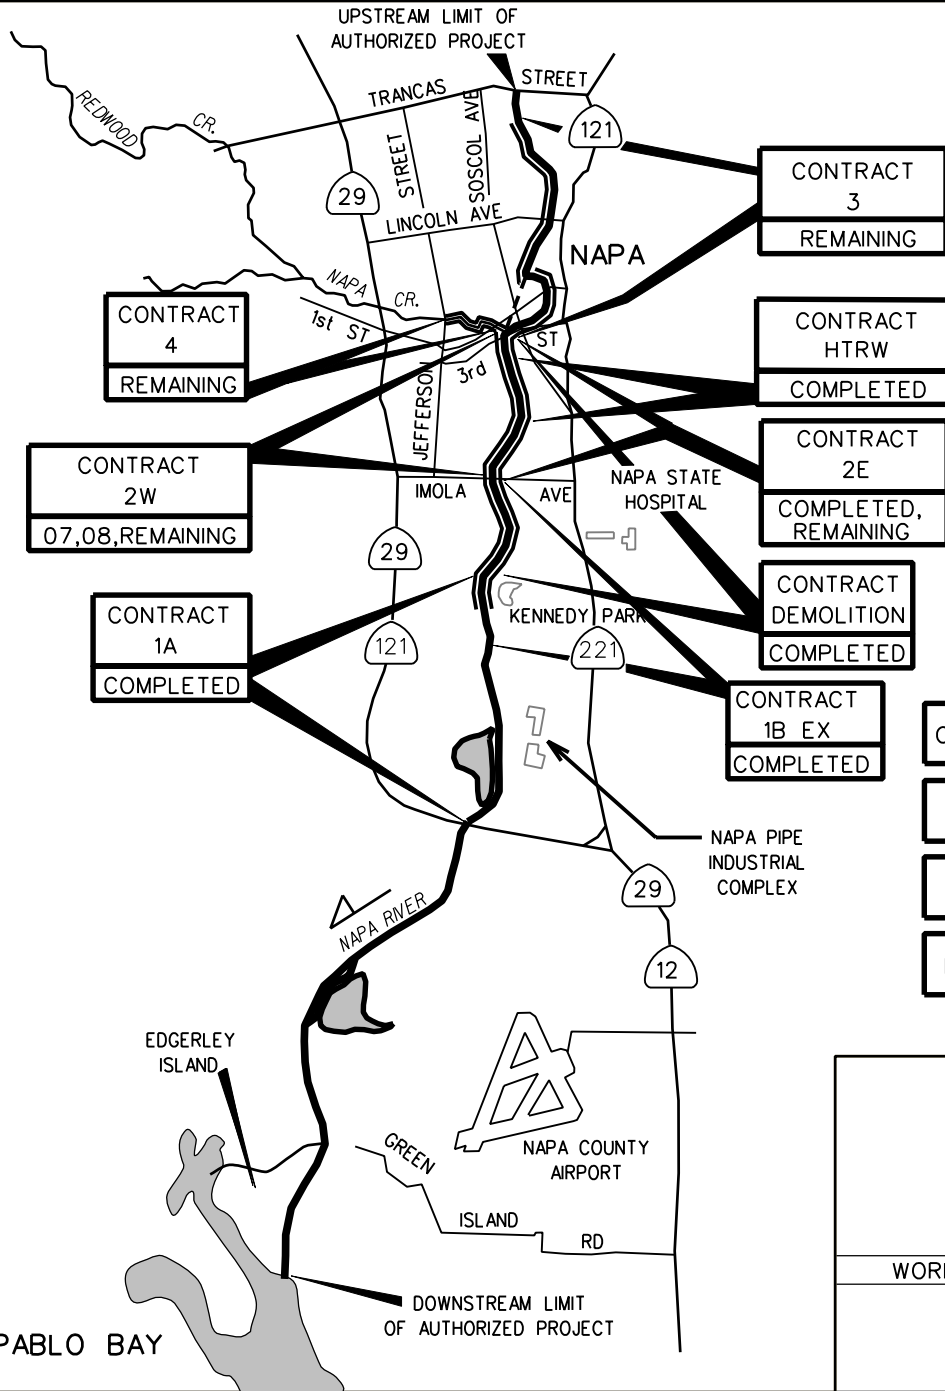 UPSTREAM LIMIT OF
AUTHORIZED PROJECT
STREET
TRANCAS
REDWOOD
CR.
STREET
SOSCOL AVE
121
29
CONTRACT
3
REMAINING
LINCOLN AVE
NAPA
NAPA
CR.
1st ST
3rd
ST
CONTRACT
4
REMAINING
CONTRACT
HTRW
COMPLETED
JEFFERSON
CONTRACT
2W
07,08,REMAINING
CONTRACT
2E
COMPLETED,
REMAINING
IMOLA
AVE
NAPA STATE
HOSPITAL
29
CONTRACT
DEMOLITION
COMPLETED
CONTRACT
1A
COMPLETED
KENNEDY PARK
121
221
CONTRACT
1B EX
COMPLETED
NAPA PIPE
INDUSTRIAL
COMPLEX
29
NAPA RIVER
12
EDGERLEY
ISLAND
NAPA COUNTY
AIRPORT
GREEN
ISLAND
RD
DOWNSTREAM LIMIT
OF AUTHORIZED PROJECT
PABLO BAY